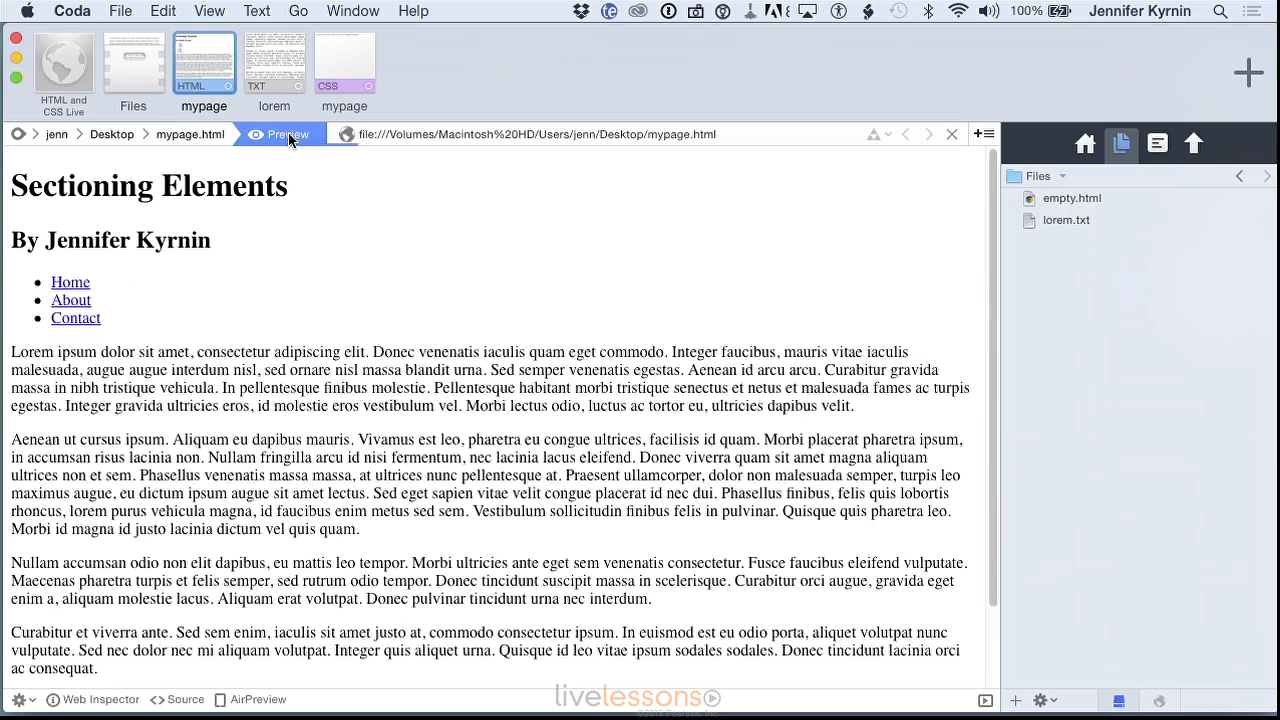 Coda File Edit View Text Go Window Help 100% Jennifer Kyrnin
HTML TXT CSS
HTML and CSS Live Files mypage lorem mypage
jenn Desktop mypage.html Preview file:///Volumes/Macintosh%20HD/Users/jenn/Desktop/mypage.html
Files
empty.html
lorem.txt
Sectioning Elements
By Jennifer Kyrnin
Home
About
Contact
Lorem ipsum dolor sit amet, consectetur adipiscing elit. Donec venenatis iaculis quam eget commodo. Integer faucibus, mauris vitae iaculis
malesuada, augue augue interdum nisl, sed ornare nisl massa blandit urna. Sed semper venenatis egestas. Aenean id arcu arcu. Curabitur gravida
massa in nibh tristique vehicula. In pellentesque finibus molestie. Pellentesque habitant morbi tristique senectus et netus et malesuada fames ac turpis
egestas. Integer gravida ultricies eros, id molestie eros vestibulum vel. Morbi lectus odio, luctus ac tortor eu, ultricies dapibus velit.
Aenean ut cursus ipsum. Aliquam eu dapibus mauris. Vivamus est leo, pharetra eu congue ultrices, facilisis id quam. Morbi placerat pharetra ipsum,
in accumsan risus lacinia non. Nullam fringilla arcu id nisi fermentum, nec lacinia lacus eleifend. Donec viverra quam sit amet magna aliquam
ultrices non et sem. Phasellus venenatis massa massa, at ultrices nunc pellentesque at. Praesent ullamcorper, dolor non malesuada semper, turpis leo
maximus augue, eu dictum ipsum augue sit amet lectus. Sed eget sapien vitae velit congue placerat id nec dui. Phasellus finibus, felis quis lobortis
rhoncus, lorem purus vehicula magna, id faucibus enim metus sed sem. Vestibulum sollicitudin finibus felis in pulvinar. Quisque quis pharetra leo.
Morbi id magna id justo lacinia dictum vel quis quam.
Nullam accumsan odio non elit dapibus, eu mattis leo tempor. Morbi ultricies ante eget sem venenatis consectetur. Fusce faucibus eleifend vulputate.
Maecenas pharetra turpis et felis semper, sed rutrum odio tempor. Donec tincidunt suscipit massa in scelerisque. Curabitur orci augue, gravida eget
enim a, aliquam molestie lacus. Aliquam erat volutpat. Donec pulvinar tincidunt urna nec interdum.
Curabitur et viverra ante. Sed sem enim, iaculis sit amet justo at, commodo consectetur ipsum. In euismod est eu odio porta, aliquet volutpat nunc
vulputate. Sed nec dolor nec mi aliquam volutpat. Integer quis aliquet urna. Quisque id leo vitae ipsum sodales sodales. Donec tincidunt lacinia orci
ac consequat.
Web Inspector Source AirPreview livelessons